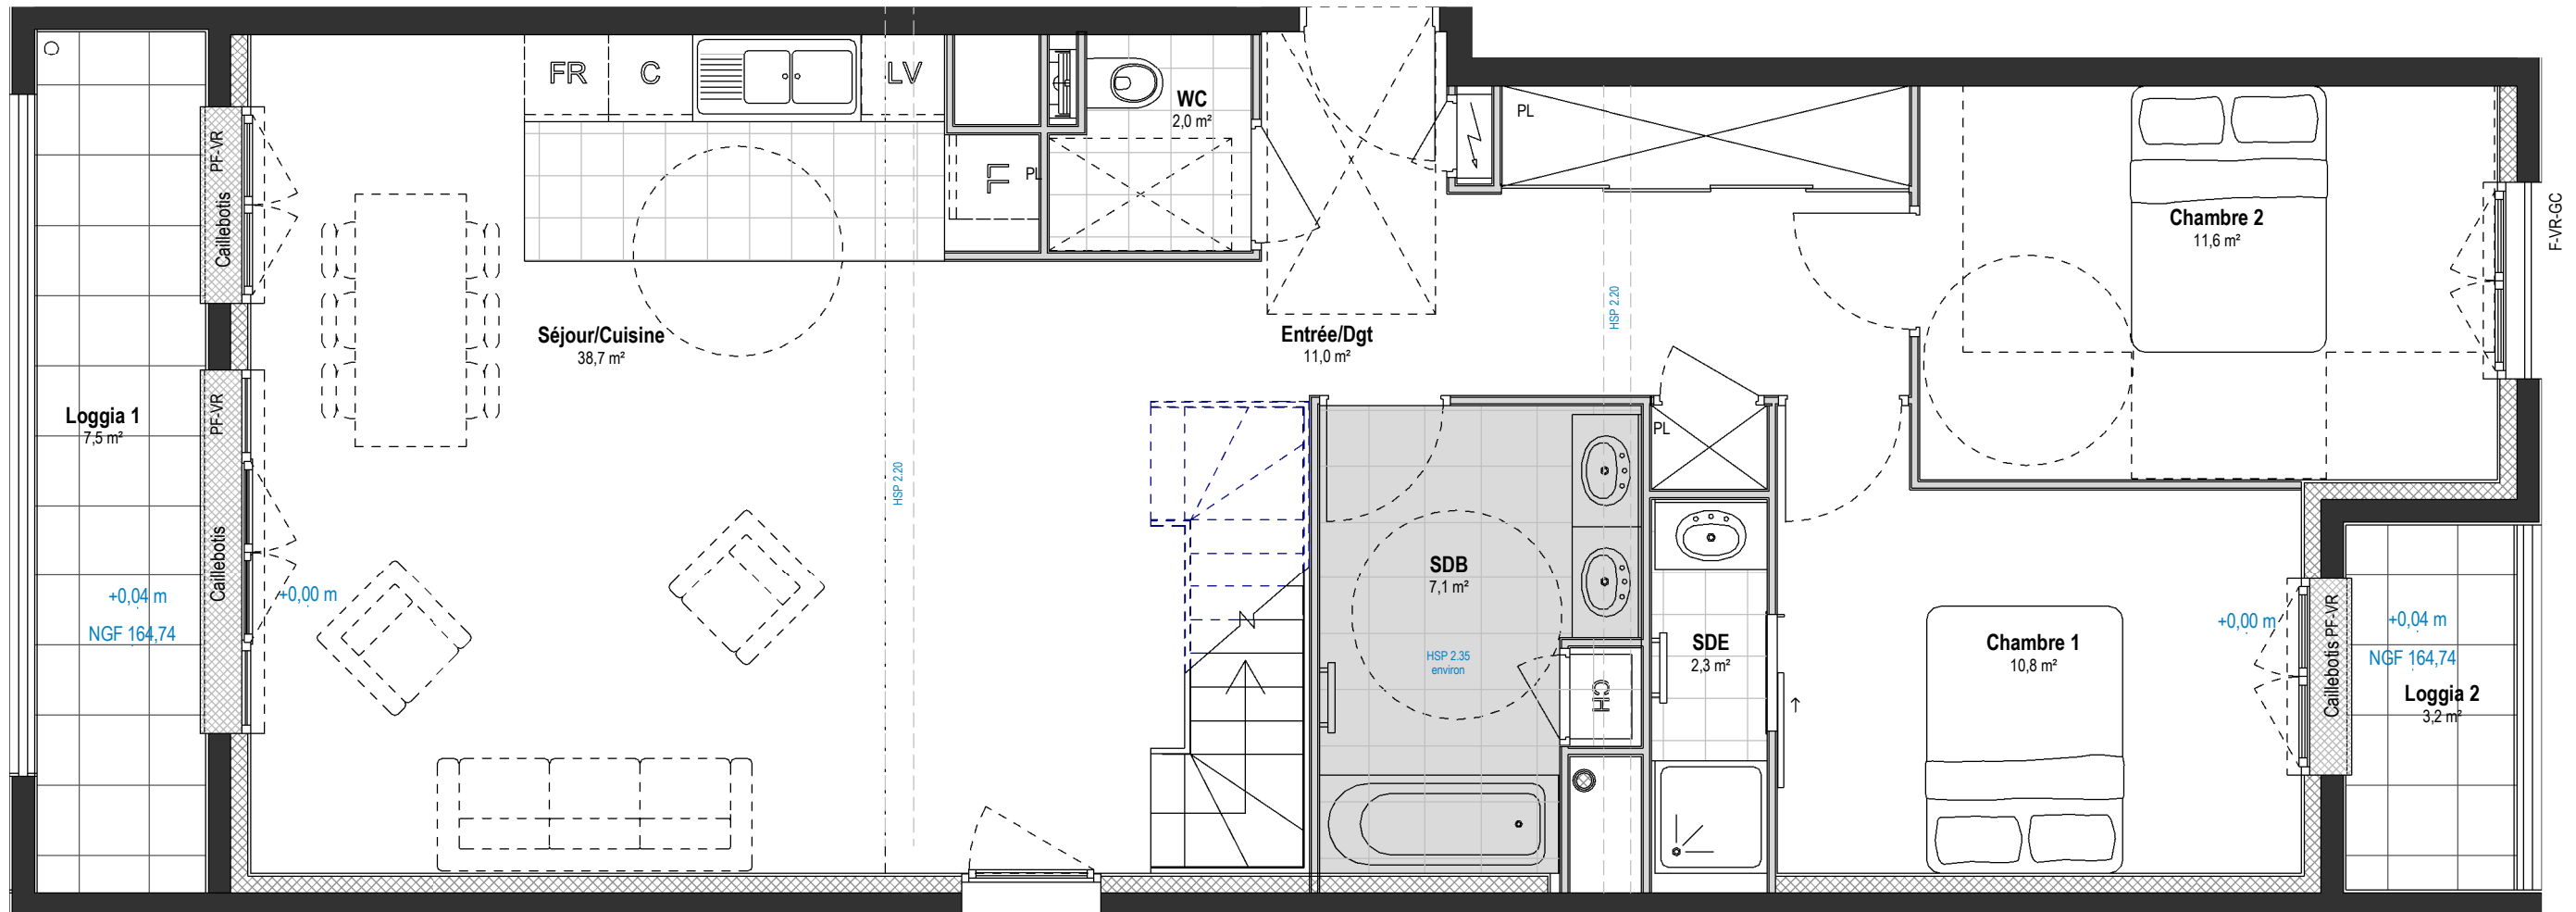 FR
C
LV
WC
2,0 m²
PL
PL
Chambre 2
11,6 m²
F-VR-GC
PF-VR
Caillebotis
Séjour/Cuisine
38,7 m²
Entrée/Dgt
11,0 m²
HSP 2.20
Loggia 1
7,5 m²
PF-VR
Caillebotis
HSP 2.20
PL
+0,04 m
NGF 164,74
+0,00 m
SDB
7,1 m²
HSP 2.35
environ
CH
SDE
2,3 m²
Chambre 1
10,8 m²
+0,00 m
Caillebotis PF-VR
+0,04 m
NGF 164,74
Loggia 2
3,2 m²